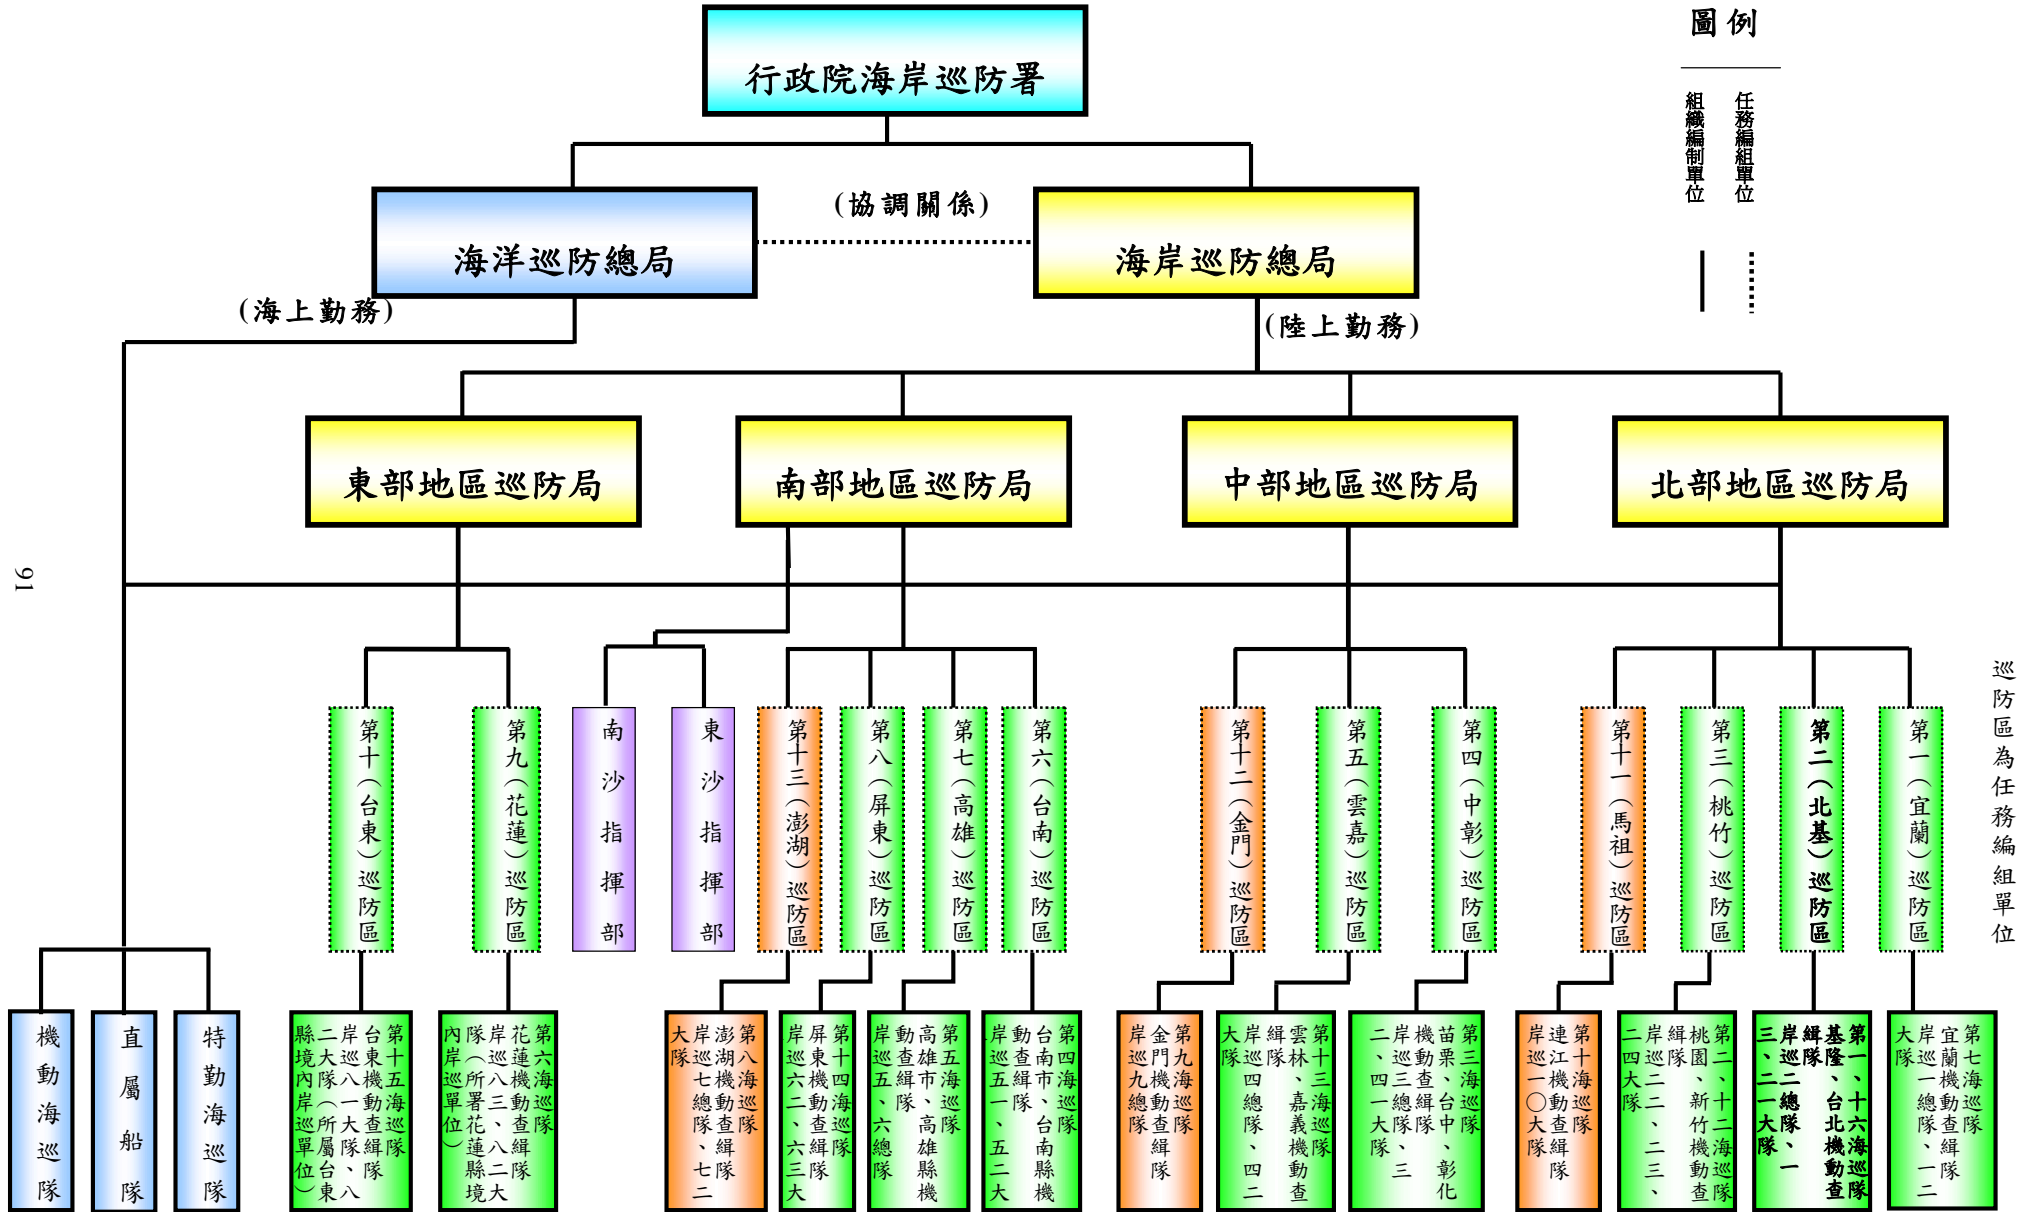 行政院海岸巡防署
圖例
任務編組單位
組織編制單位
海洋巡防總局
(協調關係)
海岸巡防總局
(海上勤務)
(陸上勤務)
東部地區巡防局
南部地區巡防局
中部地區巡防局
北部地區巡防局
91
巡防區為任務編組單位
第一（宜蘭）巡防區
第二（北基）巡防區
第三（桃竹）巡防區
第十一（馬祖）巡防區
第四（中彰）巡防區
第五（雲嘉）巡防區
第十二（金門）巡防區
第六（台南）巡防區
第七（高雄）巡防區
第八（屏東）巡防區
第十三（澎湖）巡防區
東沙指揮部
南沙指揮部
第九（花蓮）巡防區
第十（台東）巡防區
第七海巡隊
宜蘭機動查緝隊
岸巡一總隊、一二
大隊
第一、十六海巡隊
基隆、台北機動查
緝隊
岸巡二總隊、一
三、二一大隊
第二、十二海巡隊
桃園、新竹機動查
緝隊
岸巡二二、二三、
二四大隊
第十海巡隊
連江機動查緝隊
岸巡一〇大隊
第三海巡隊
苗栗、台中、彰化
機動查緝隊
岸巡三總隊、三
二、四一大隊
第十三海巡隊
雲林、嘉義機動查
緝隊
岸巡四總隊、四二
大隊
第九海巡隊
金門機動查緝隊
岸巡九總隊
第四海巡隊
台南市、台南縣機
動查緝隊
岸巡五一、五二大
第五海巡隊
高雄市、高雄縣機
動查緝隊
岸巡五、六總隊
第十四海巡隊
屏東機動查緝隊
岸巡六二、六三大
第八海巡隊
澎湖機動查緝隊
岸巡七總隊、七二
大隊
第六海巡隊
花蓮機動查緝隊
岸巡八三、八二大
隊（所署花蓮縣境
內岸巡單位）
第十五海巡隊
台東機動查緝隊
岸巡八一大隊、八
二大隊（所屬台東
縣境內岸巡單位）
特勤海巡隊
直屬船隊
機動海巡隊